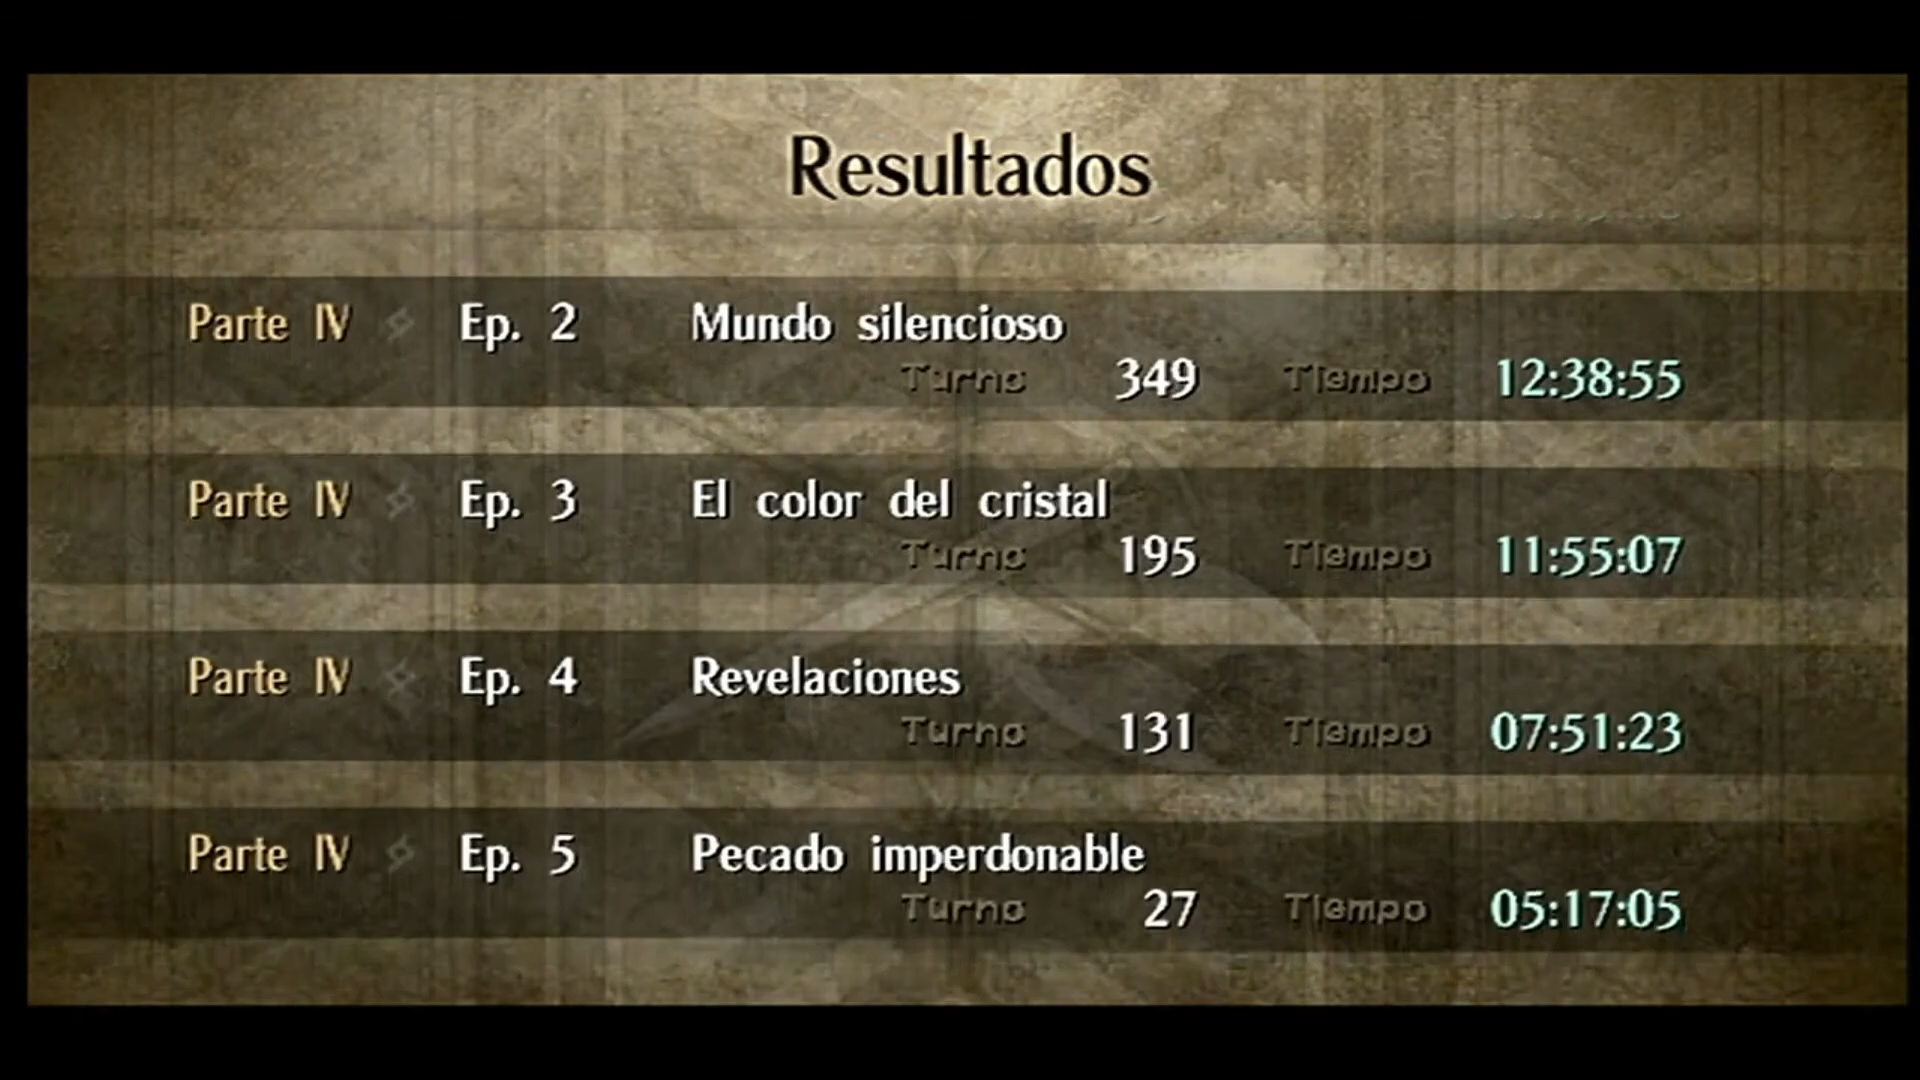 Resultados
Parte IV Ep. 2 Mundo silencioso
Turno 349 Tiempo 12:38:55
Parte IV Ep. 3 El color del cristal
Turno 195 Tiempo 11:55:07
Parte IV Ep. 4 Revelaciones
Turno 131 Tiempo 07:51:23
Parte IV Ep. 5 Pecado imperdonable
Turno 27 Tiempo 05:17:05